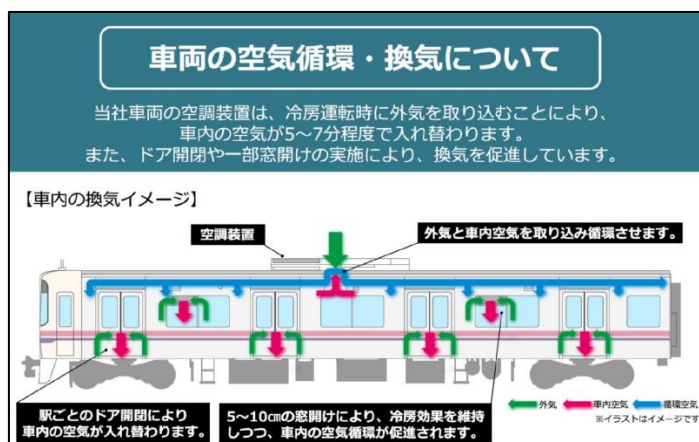 車両の空気循環・換気について
当社車両の空調装置は、冷房運転時に外気を取り込むことにより、
車内の空気が5～7分程度で入れ替わります。
また、ドア開閉や一部窓開けの実施により、換気を促進しています。
【車内の換気イメージ】
空調装置
外気と車内空気を取り込み循環させます。
駅ごとのドア開閉により
車内の空気が入れ替わります。
5～10㎝の窓開けにより、冷房効果を維持
しつつ、車内の空気循環が促進されます。
外気 車内空気 循環空気
※イラストはイメージです